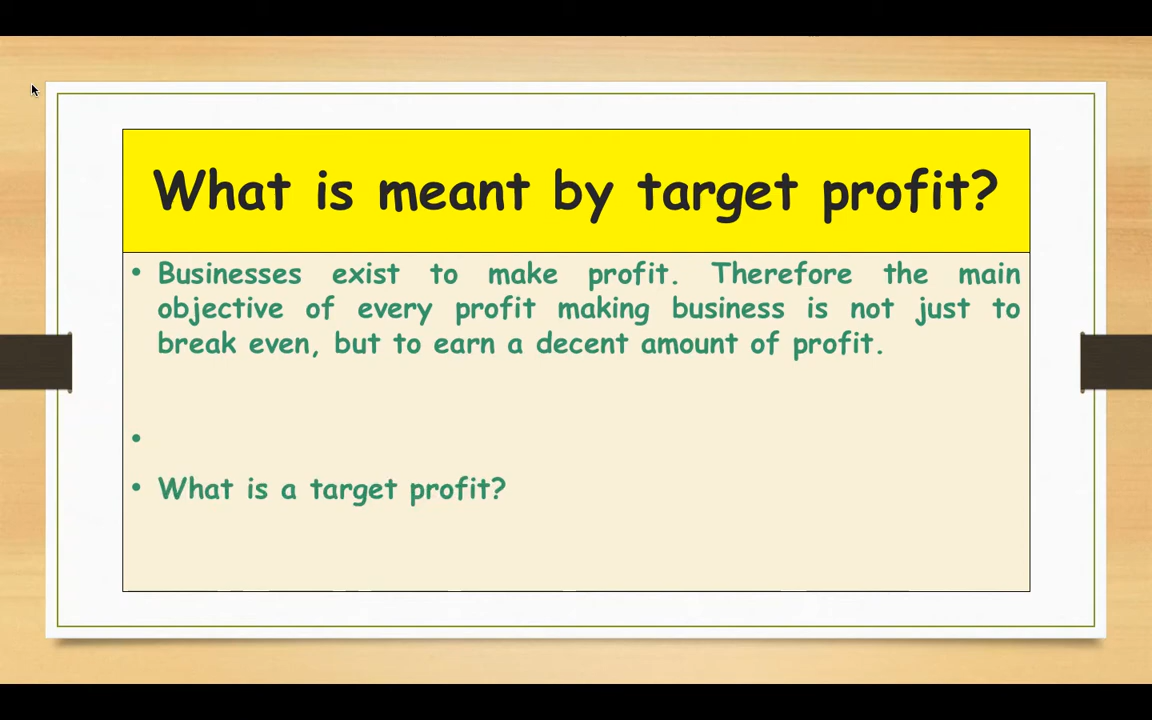 What is meant by target profit?
• Businesses exist to make profit. Therefore the main
objective of every profit making business is not just to
break even, but to earn a decent amount of profit.
•
• What is a target profit?